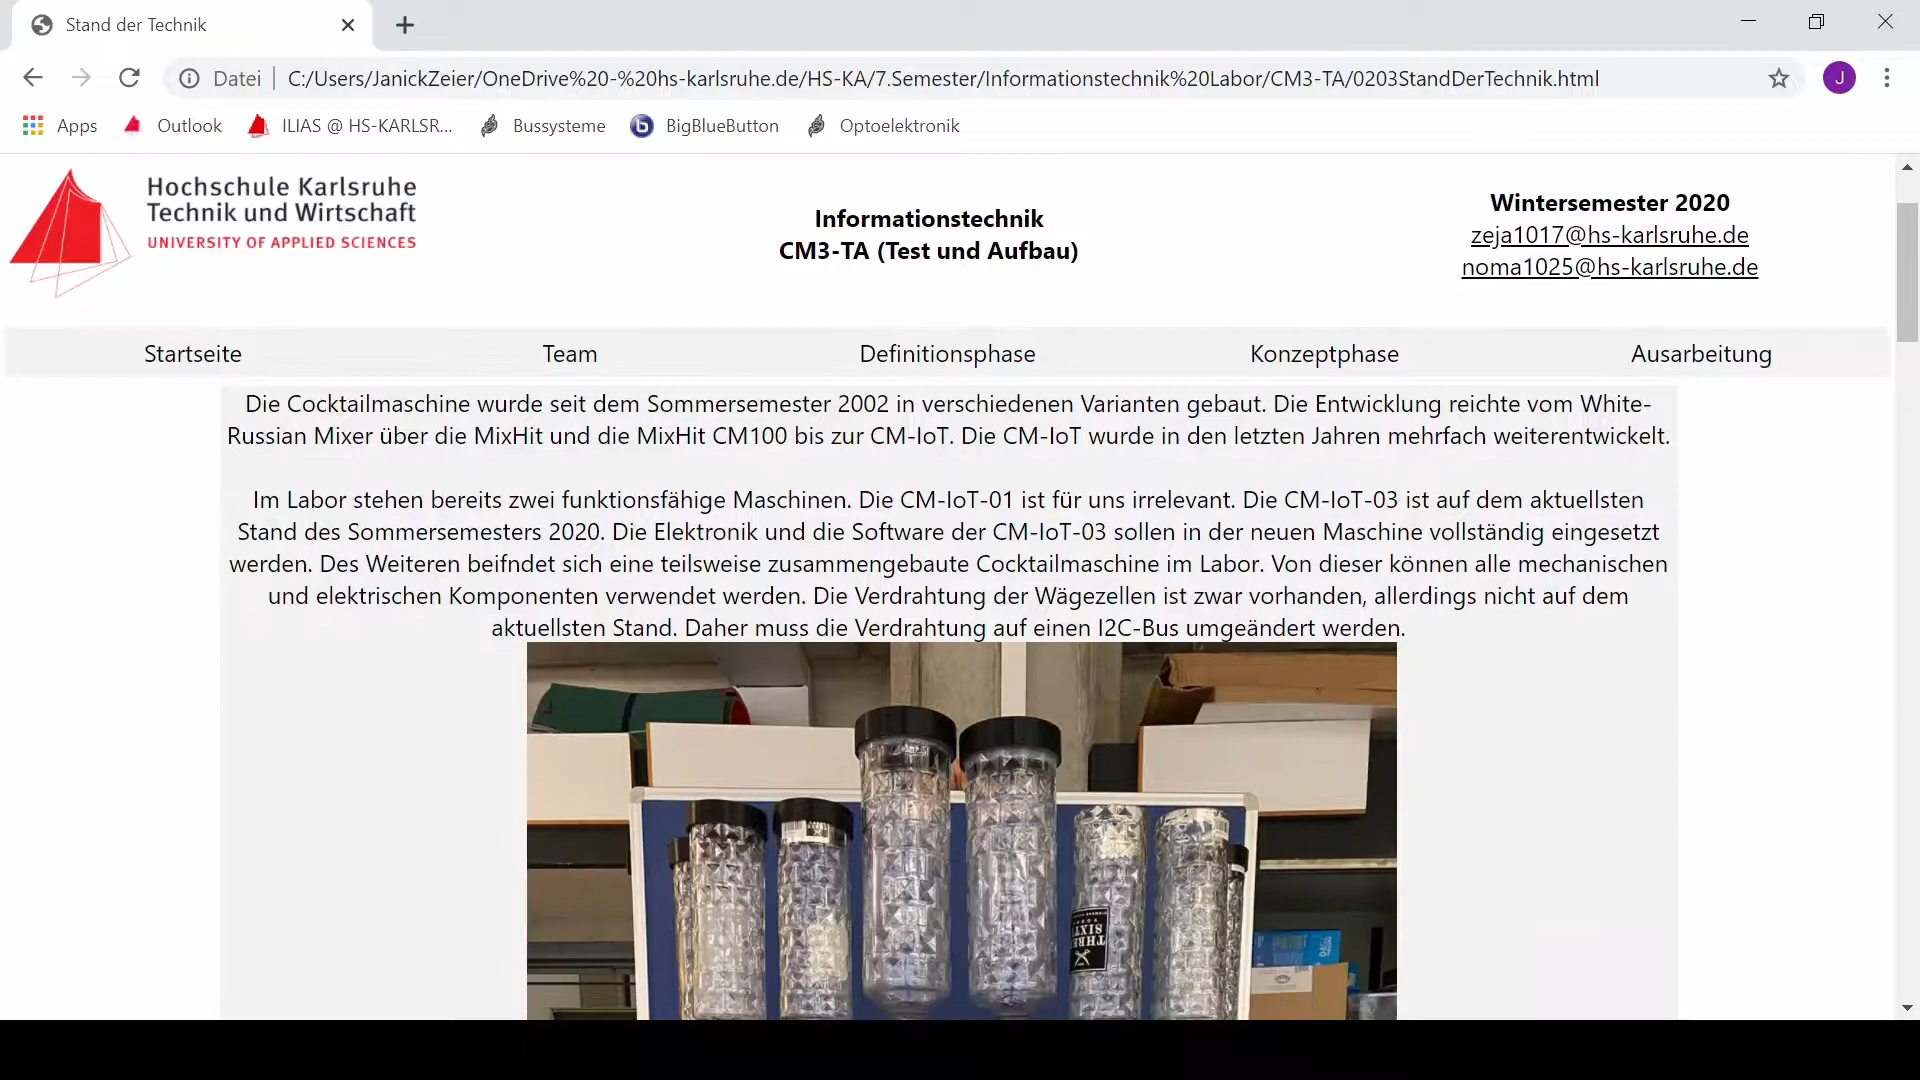 Stand der Technik
Datei
C:/Users/JanickZeier/OneDrive%20-%20hs-karlsruhe.de/HS-KA/7.Semester/Informationstechnik%20Labor/CM3-TA/0203StandDerTechnik.html
J
Apps
Outlook
ILIAS @ HS-KARLSR...
Bussysteme
BigBlueButton
Optoelektronik
Hochschule Karlsruhe
Technik und Wirtschaft
UNIVERSITY OF APPLIED SCIENCES
Informationstechnik
CM3-TA (Test und Aufbau)
Wintersemester 2020
zeja1017@hs-karlsruhe.de
noma1025@hs-karlsruhe.de
Startseite
Team
Definitionsphase
Konzeptphase
Ausarbeitung
Die Cocktailmaschine wurde seit dem Sommersemester 2002 in verschiedenen Varianten gebaut. Die Entwicklung reichte vom White-
Russian Mixer über die MixHit und die MixHit CM100 bis zur CM-IoT. Die CM-IoT wurde in den letzten Jahren mehrfach weiterentwickelt.
Im Labor stehen bereits zwei funktionsfähige Maschinen. Die CM-IoT-01 ist für uns irrelevant. Die CM-IoT-03 ist auf dem aktuellsten
Stand des Sommersemesters 2020. Die Elektronik und die Software der CM-IoT-03 sollen in der neuen Maschine vollständig eingesetzt
werden. Des Weiteren beifndet sich eine teilsweise zusammengebaute Cocktailmaschine im Labor. Von dieser können alle mechanischen
und elektrischen Komponenten verwendet werden. Die Verdrahtung der Wägezellen ist zwar vorhanden, allerdings nicht auf dem
aktuellsten Stand. Daher muss die Verdrahtung auf einen I2C-Bus umgeändert werden.
THREE
SIXTY
VODKA